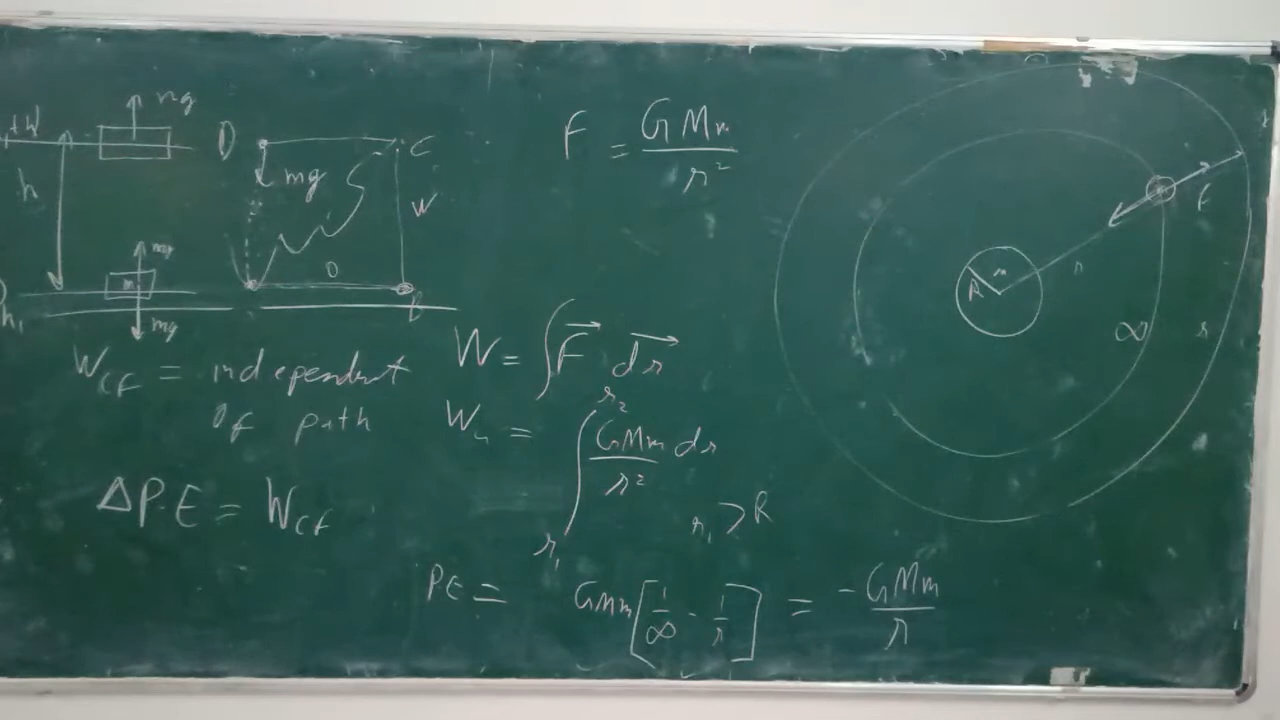 mg
h
mg
m
mg
h₁
D
mg
C
W
0
B
W_CF = independent
of path
ΔP.E = W_CF
F = GMm / r²
W = ∫ F⃗ dr⃗
W = ∫_{r₁}^{r₂} GMm / r² dr
r₁ > R
PE = GMm [1/∞ - 1/r] = -GMm / r
R
r
F
∞
r